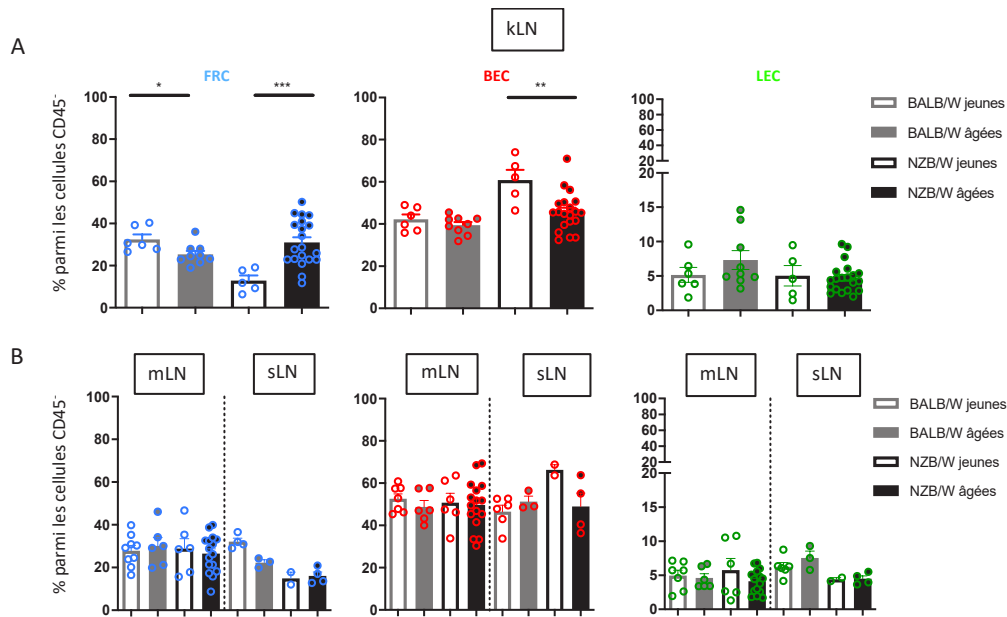 kLN
A
FRC
BEC
LEC
* ***
**
% parmi les cellules CD45⁻
100
80
60
40
20
0
100
80
60
40
20
0
100
80
60
40
20
15
10
5
0
BALB/W jeunes
BALB/W âgées
NZB/W jeunes
NZB/W âgées
B
mLN
sLN
mLN
sLN
mLN
sLN
% parmi les cellules CD45⁻
100
80
60
40
20
0
100
80
60
40
20
0
100
80
60
40
20
15
10
5
0
BALB/W jeunes
BALB/W âgées
NZB/W jeunes
NZB/W âgées